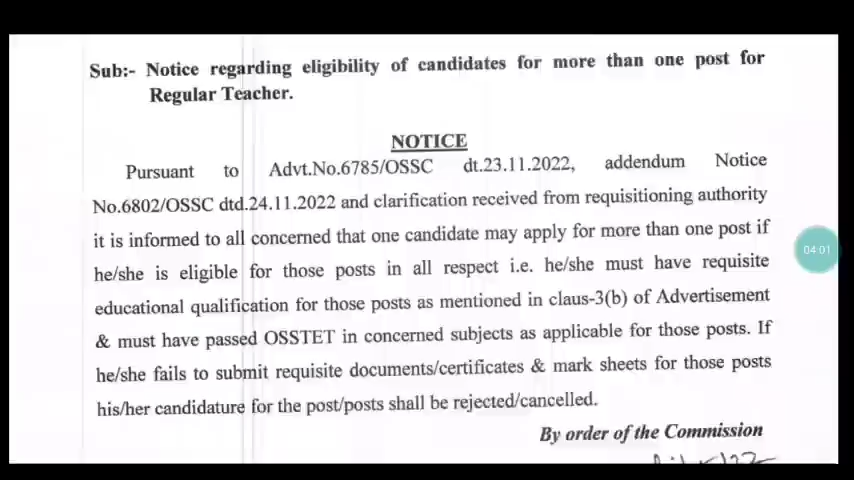 Sub:- Notice regarding eligibility of candidates for more than one post for
Regular Teacher.
NOTICE
Pursuant to Advt.No.6785/OSSC dt.23.11.2022, addendum Notice
No.6802/OSSC dtd.24.11.2022 and clarification received from requisitioning authority
it is informed to all concerned that one candidate may apply for more than one post if
he/she is eligible for those posts in all respect i.e. he/she must have requisite
educational qualification for those posts as mentioned in claus-3(b) of Advertisement
& must have passed OSSTET in concerned subjects as applicable for those posts. If
he/she fails to submit requisite documents/certificates & mark sheets for those posts
his/her candidature for the post/posts shall be rejected/cancelled.
By order of the Commission
04:01